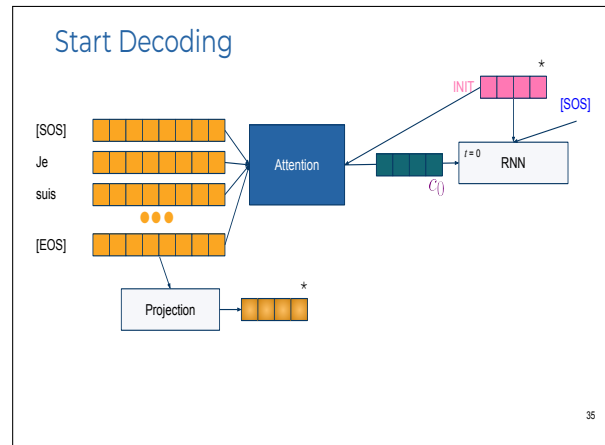 Start Decoding
*
INIT
[SOS]
[SOS]
Je
suis
[EOS]
Attention
c₀
t = 0
RNN
*
Projection
35